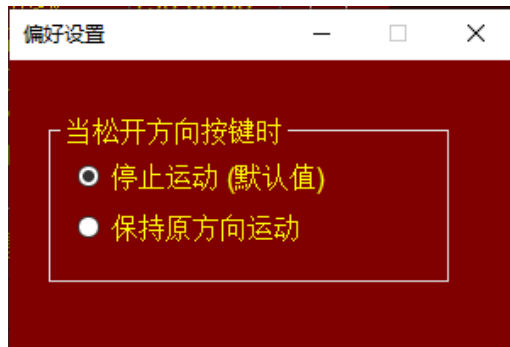 偏好设置
当松开方向按键时
停止运动 (默认值)
保持原方向运动